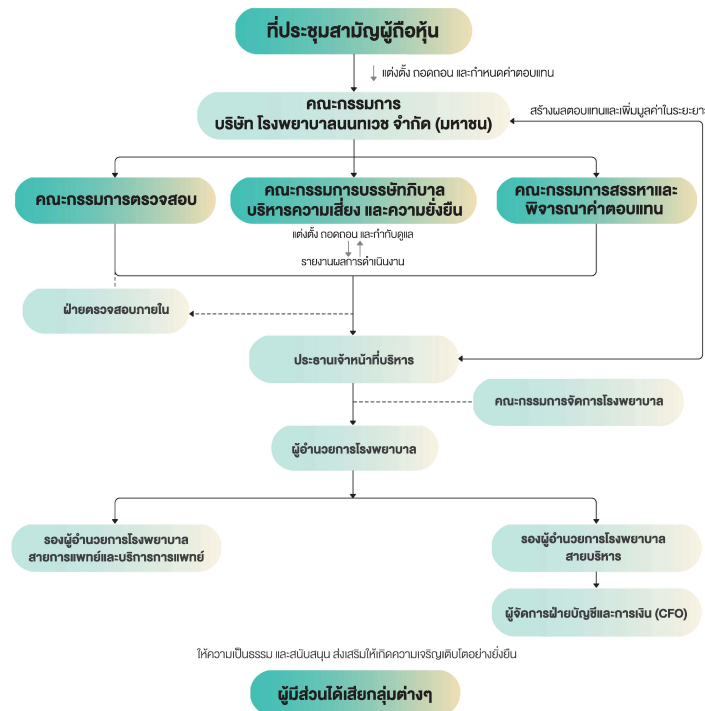 ที่ประชุมสามัญผู้ถือหุ้น
แต่งตั้ง ถอดถอน และกำหนดค่าตอบแทน
คณะกรรมการ
บริษัท โรงพยาบาลนนทเวช จำกัด (มหาชน)
สร้างผลตอบแทนและเพิ่มมูลค่าในระยะยา
คณะกรรมการตรวจสอบ
คณะกรรมการบรรษัทภิบาล
บริหารความเสี่ยง และความยั่งยืน
คณะกรรมการสรรหาและ
พิจารณาค่าตอบแทน
แต่งตั้ง ถอดถอน และกำกับดูแล
รายงานผลการดำเนินงาน
ฝ่ายตรวจสอบภายใน
ประธานเจ้าหน้าที่บริหาร
คณะกรรมการจัดการโรงพยาบาล
ผู้อำนวยการโรงพยาบาล
รองผู้อำนวยการโรงพยาบาล
สายการแพทย์และบริการการแพทย์
รองผู้อำนวยการโรงพยาบาล
สายบริหาร
ผู้จัดการฝ่ายบัญชีและการเงิน (CFO)
ให้ความเป็นธรรม และสนับสนุน ส่งเสริมให้เกิดความเจริญเติบโตอย่างยั่งยืน
ผู้มีส่วนได้เสียกลุ่มต่างๆ